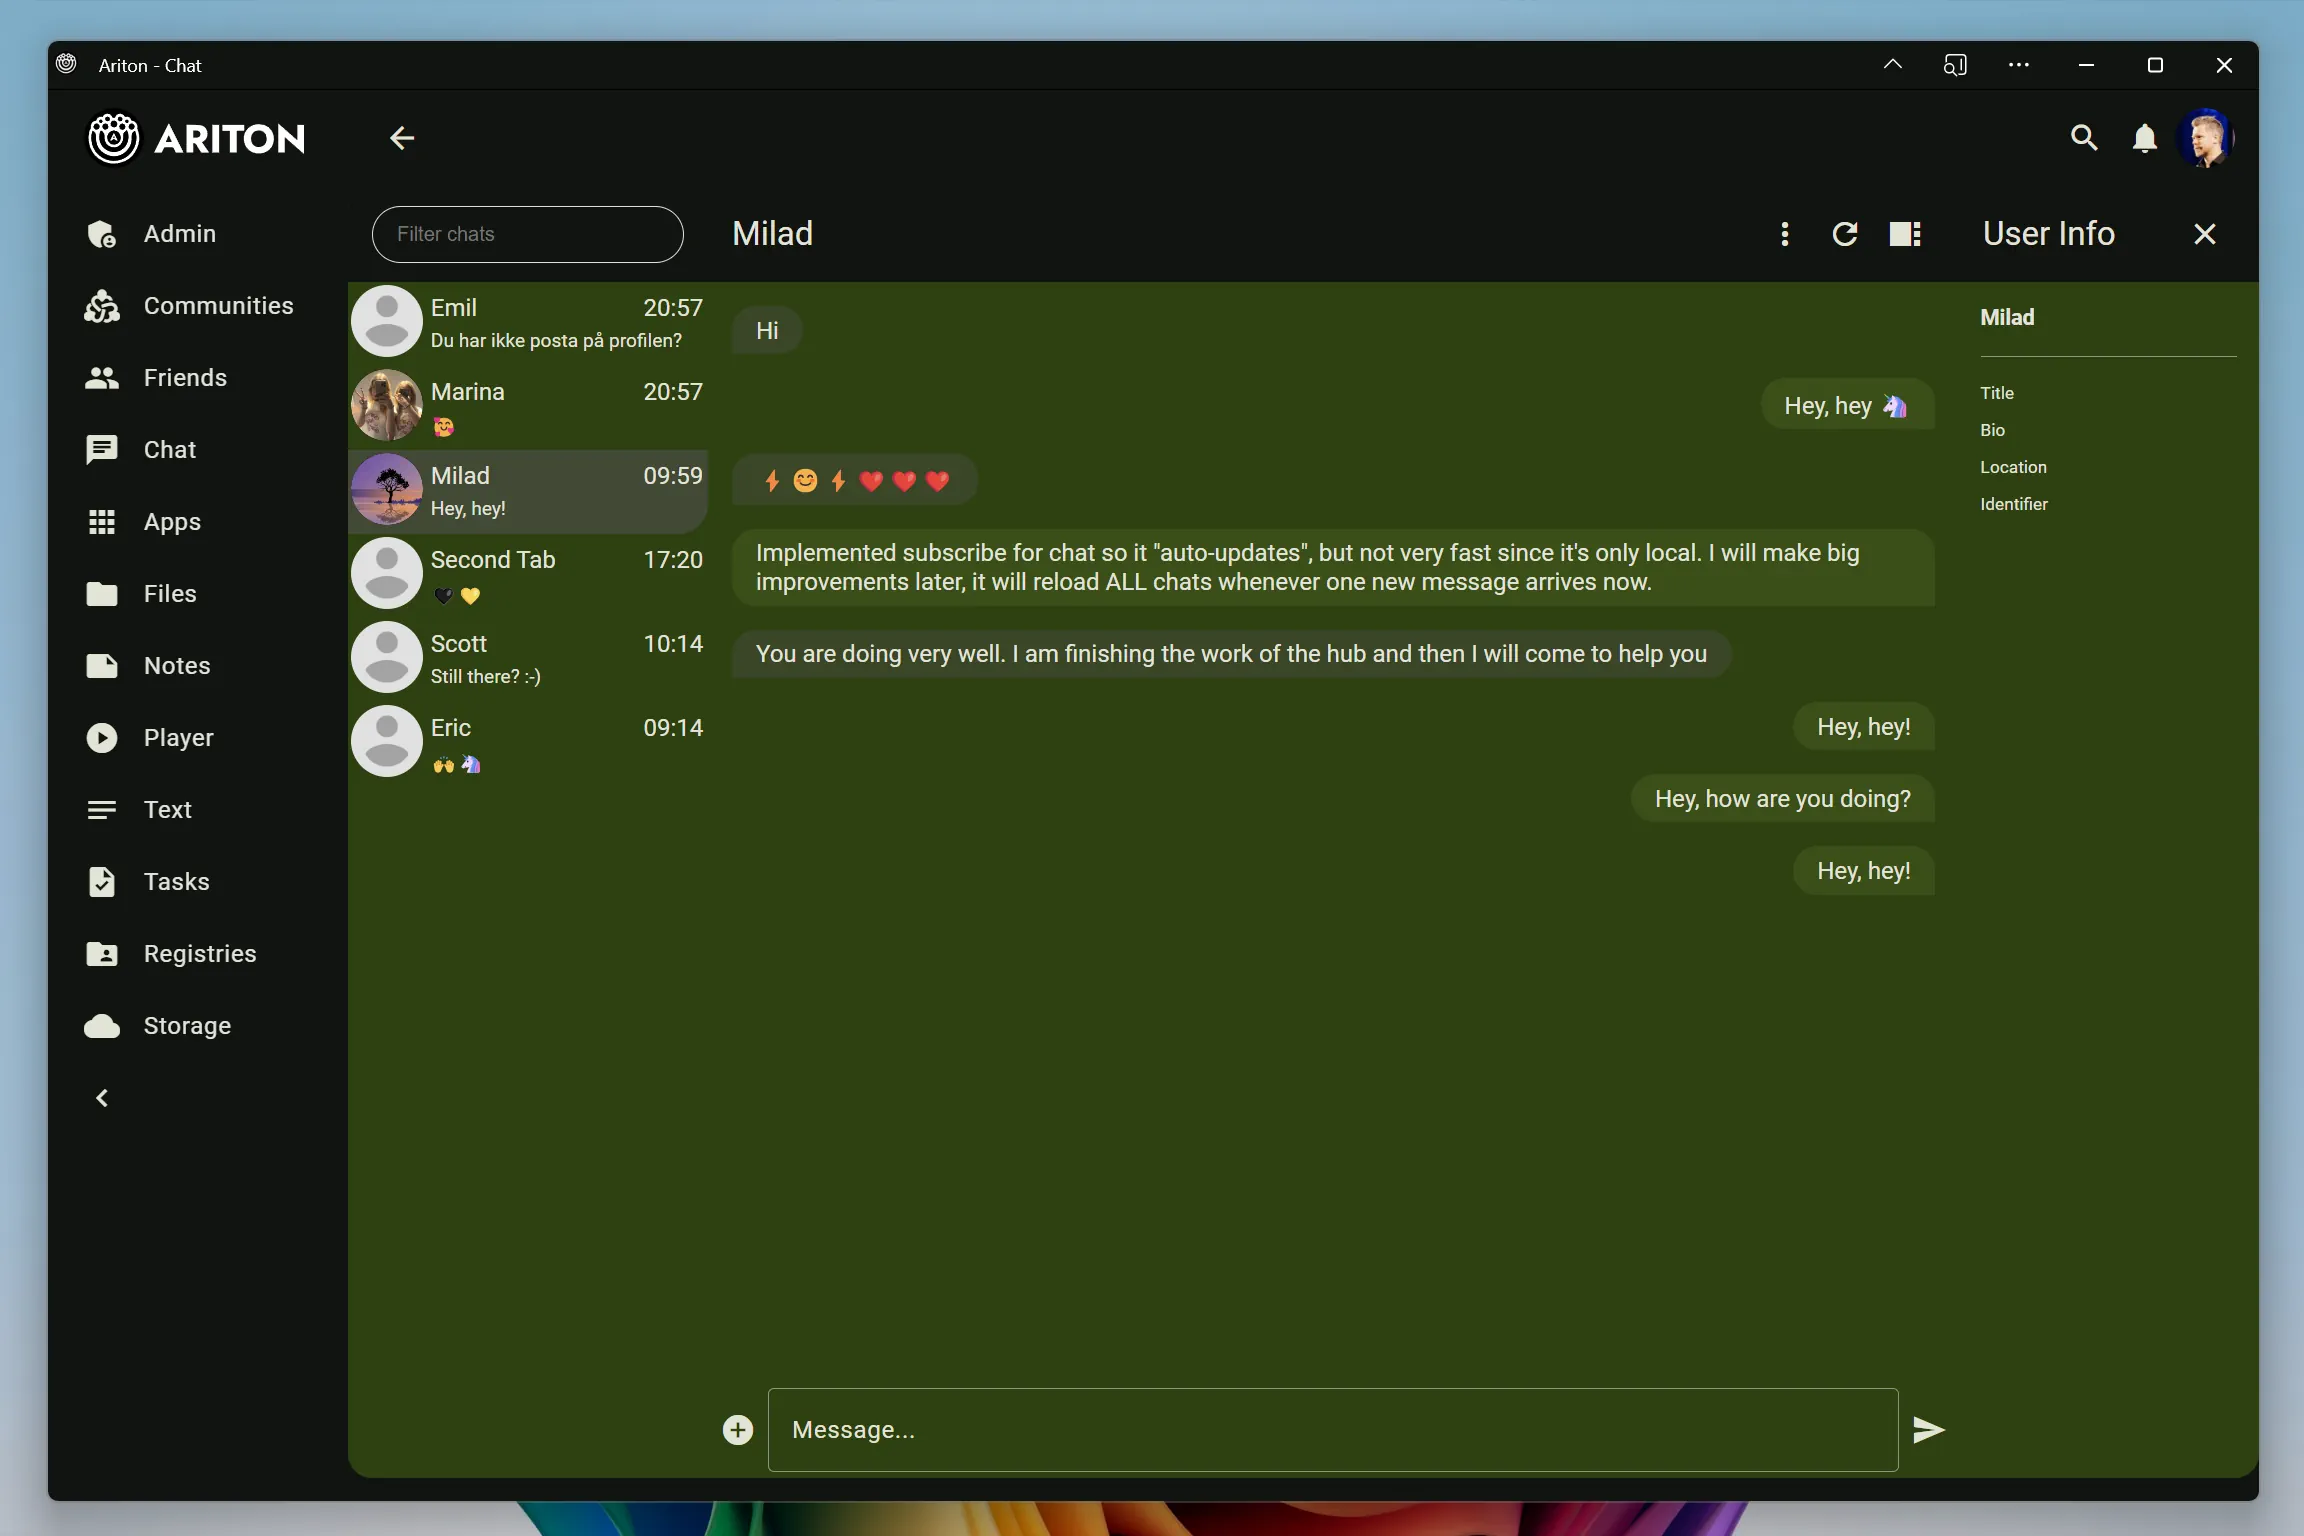 Ariton - Chat
ARITON
Admin
Communities
Friends
Chat
Apps
Files
Notes
Player
Text
Tasks
Registries
Storage
Filter chats
Emil 20:57
Du har ikke posta på profilen?
Marina 20:57
🥰
Milad 09:59
Hey, hey!
Second Tab 17:20
🖤 💛
Scott 10:14
Still there? :-)
Eric 09:14
🙌 🦄
Milad
Hi
Hey, hey 🦄
⚡ 😊 ⚡ ❤️ ❤️ ❤️
Implemented subscribe for chat so it "auto-updates", but not very fast since it's only local. I will make big
improvements later, it will reload ALL chats whenever one new message arrives now.
You are doing very well. I am finishing the work of the hub and then I will come to help you
Hey, hey!
Hey, how are you doing?
Hey, hey!
Message...
User Info
Milad
Title
Bio
Location
Identifier